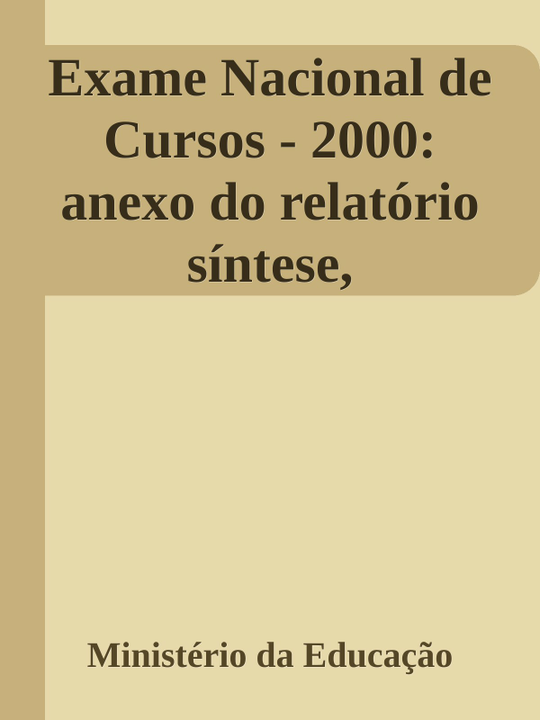 Exame Nacional de
Cursos - 2000:
anexo do relatório
síntese,
Ministério da Educação